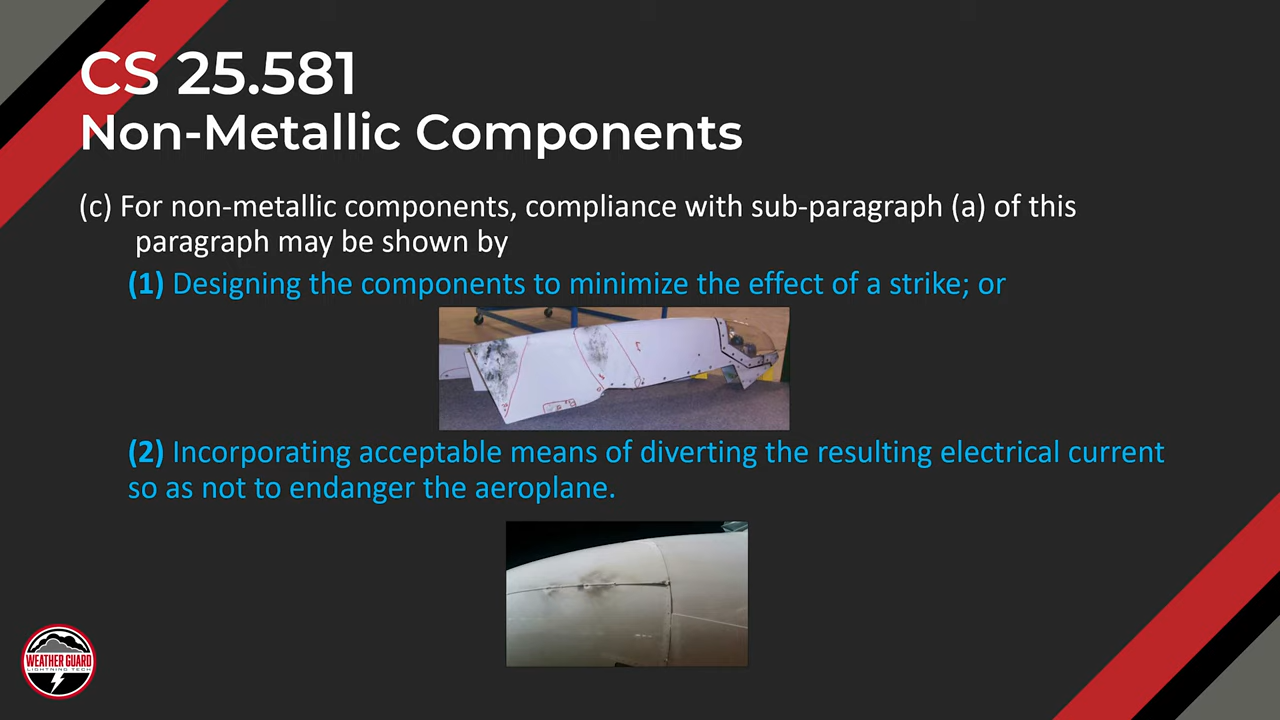 CS 25.581
Non-Metallic Components
(c) For non-metallic components, compliance with sub-paragraph (a) of this
paragraph may be shown by
(1) Designing the components to minimize the effect of a strike; or
(2) Incorporating acceptable means of diverting the resulting electrical current
so as not to endanger the aeroplane.
WEATHER GUARD
LIGHTNING TECH